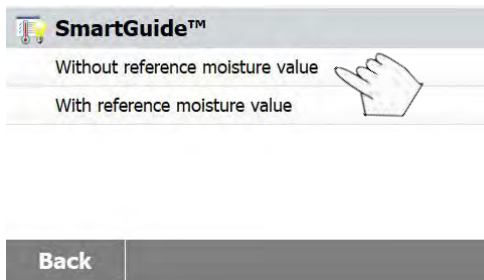 SmartGuide™
Without reference moisture value
With reference moisture value
Back